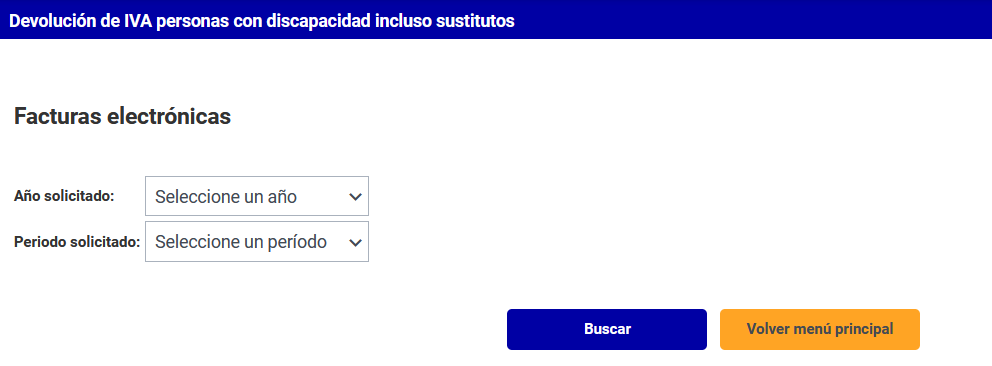 Devolución de IVA personas con discapacidad incluso sustitutos
Facturas electrónicas
Año solicitado: Seleccione un año
Periodo solicitado: Seleccione un período
Buscar Volver menú principal